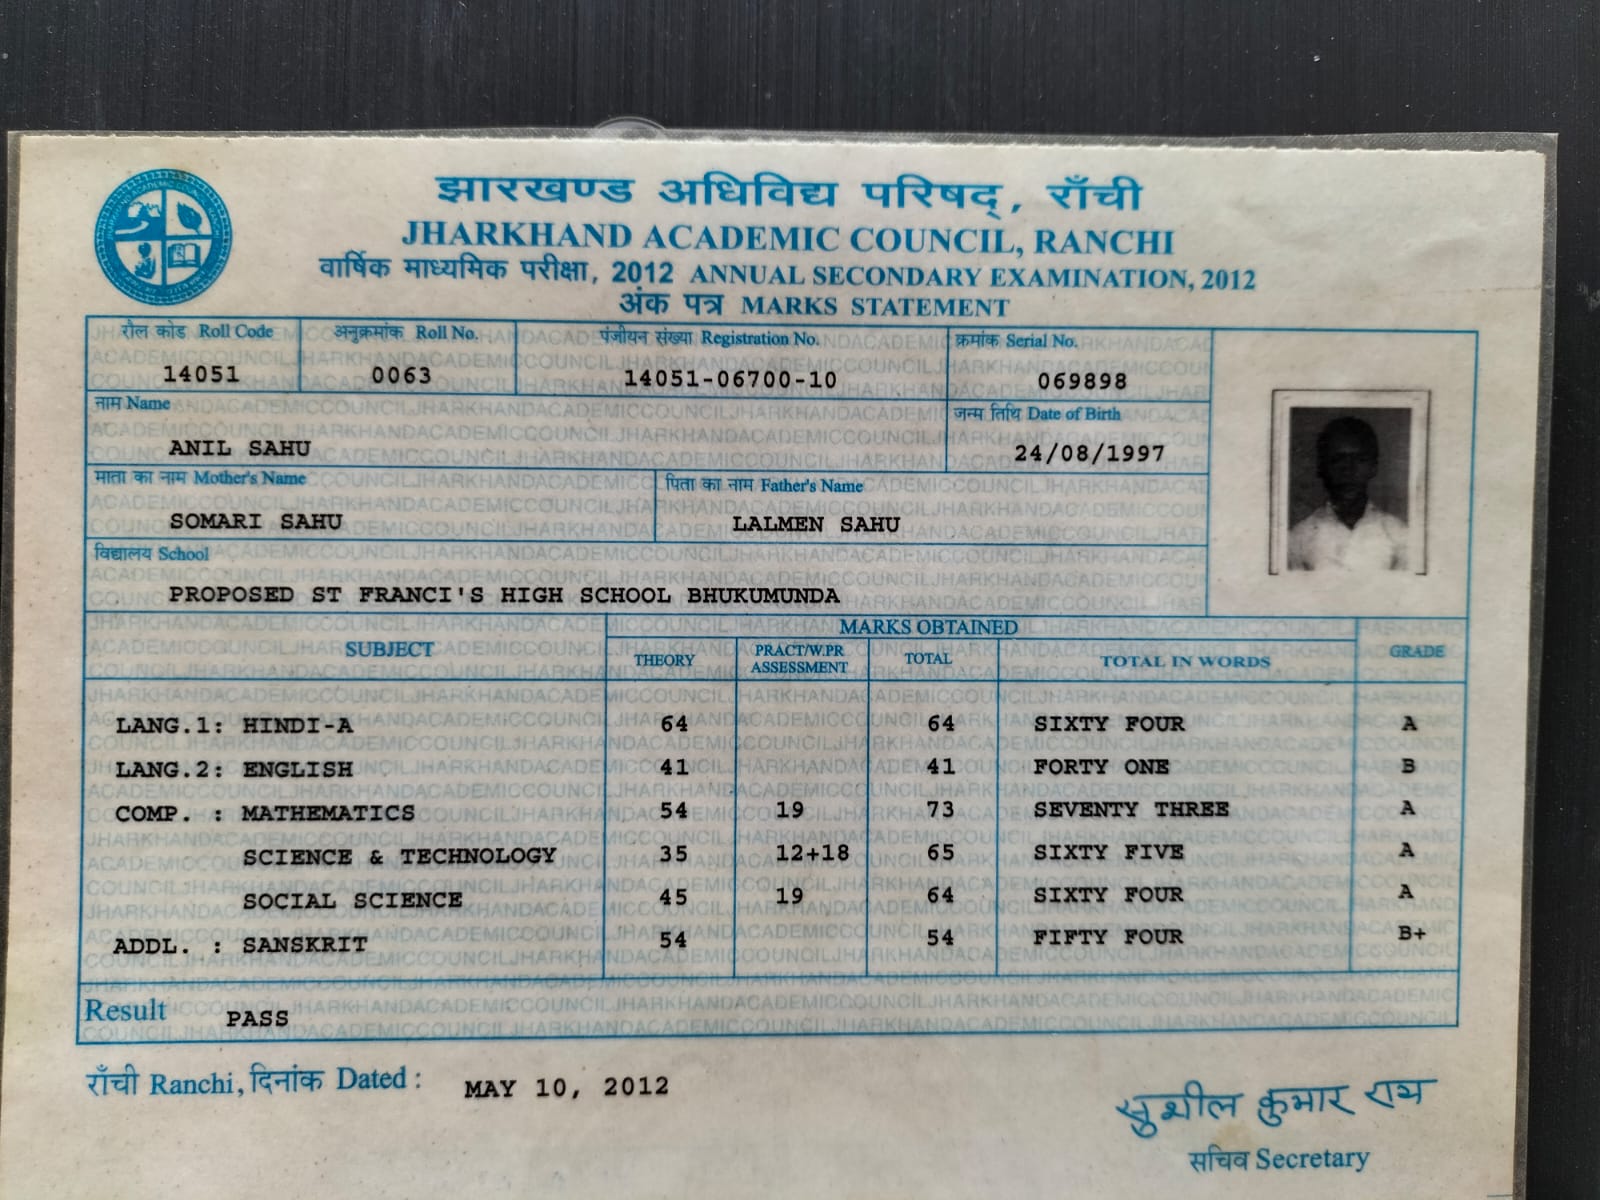 झारखण्ड अधिविद्य परिषद्, राँची
JHARKHAND ACADEMIC COUNCIL, RANCHI
वार्षिक माध्यमिक परीक्षा, 2012 ANNUAL SECONDARY EXAMINATION, 2012
अंक पत्र MARKS STATEMENT
रौल कोड Roll Code अनुक्रमांक Roll No. पंजीयन संख्या Registration No. क्रमांक Serial No.
14051 0063 14051-06700-10 069898
नाम Name जन्म तिथि Date of Birth
ANIL SAHU 24/08/1997
माता का नाम Mother's Name पिता का नाम Father's Name
SOMARI SAHU LALMEN SAHU
विद्यालय School
PROPOSED ST FRANCI'S HIGH SCHOOL BHUKUMUNDA
SUBJECT MARKS OBTAINED GRADE
THEORY PRACT/W.PR ASSESSMENT TOTAL TOTAL IN WORDS
LANG.1: HINDI-A 64 64 SIXTY FOUR A
LANG.2: ENGLISH 41 41 FORTY ONE B
COMP. : MATHEMATICS 54 19 73 SEVENTY THREE A
SCIENCE & TECHNOLOGY 35 12+18 65 SIXTY FIVE A
SOCIAL SCIENCE 45 19 64 SIXTY FOUR A
ADDL. : SANSKRIT 54 54 FIFTY FOUR B+
Result PASS
राँची Ranchi, दिनांक Dated : MAY 10, 2012
सुशील कुमार राय
सचिव Secretary